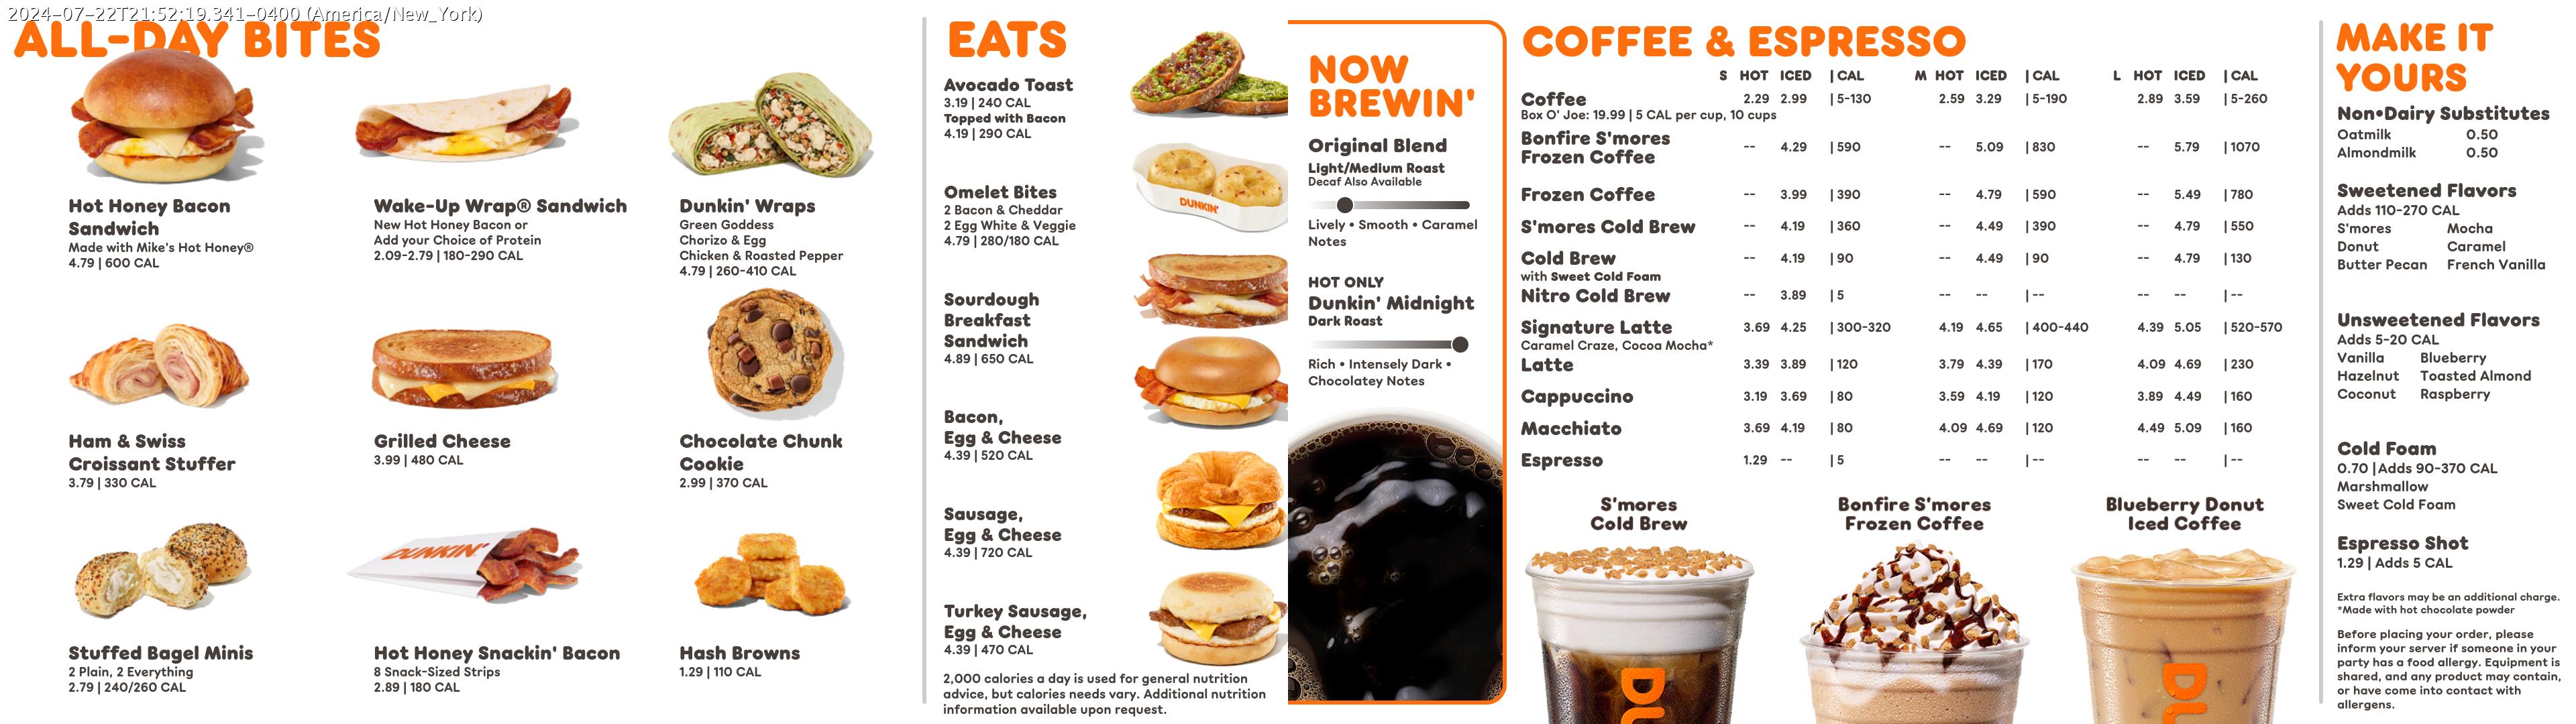 2024-07-22T21:52:19.341-0400 (America/New_York)
ALL-DAY BITES
Hot Honey Bacon
Sandwich
Made with Mike's Hot Honey®
4.79 | 600 CAL
Wake-Up Wrap® Sandwich
New Hot Honey Bacon or
Add your Choice of Protein
2.09-2.79 | 180-290 CAL
Dunkin' Wraps
Green Goddess
Chorizo & Egg
Chicken & Roasted Pepper
4.79 | 260-410 CAL
Ham & Swiss
Croissant Stuffer
3.79 | 330 CAL
Grilled Cheese
3.99 | 480 CAL
Chocolate Chunk
Cookie
2.99 | 370 CAL
DUNKIN'
Stuffed Bagel Minis
2 Plain, 2 Everything
2.79 | 240/260 CAL
Hot Honey Snackin' Bacon
8 Snack-Sized Strips
2.89 | 180 CAL
Hash Browns
1.29 | 110 CAL
EATS
Avocado Toast
3.19 | 240 CAL
Topped with Bacon
4.19 | 290 CAL
Omelet Bites
2 Bacon & Cheddar
2 Egg White & Veggie
4.79 | 280/180 CAL
DUNKIN'
Sourdough
Breakfast
Sandwich
4.89 | 650 CAL
Bacon,
Egg & Cheese
4.39 | 520 CAL
Sausage,
Egg & Cheese
4.39 | 720 CAL
Turkey Sausage,
Egg & Cheese
4.39 | 470 CAL
2,000 calories a day is used for general nutrition
advice, but calories needs vary. Additional nutrition
information available upon request.
NOW
BREWIN'
Original Blend
Light/Medium Roast
Decaf Also Available
Lively • Smooth • Caramel
Notes
HOT ONLY
Dunkin' Midnight
Dark Roast
Rich • Intensely Dark •
Chocolatey Notes
COFFEE & ESPRESSO
S HOT ICED | CAL M HOT ICED | CAL L HOT ICED | CAL
Coffee 2.29 2.99 | 5-130 2.59 3.29 | 5-190 2.89 3.59 | 5-260
Box O' Joe: 19.99 | 5 CAL per cup, 10 cups
Bonfire S'mores
Frozen Coffee -- 4.29 | 590 -- 5.09 | 830 -- 5.79 | 1070
Frozen Coffee -- 3.99 | 390 -- 4.79 | 590 -- 5.49 | 780
S'mores Cold Brew -- 4.19 | 360 -- 4.49 | 390 -- 4.79 | 550
Cold Brew -- 4.19 | 90 -- 4.49 | 90 -- 4.79 | 130
with Sweet Cold Foam
Nitro Cold Brew -- 3.89 | 5 -- -- | -- -- -- | --
Signature Latte 3.69 4.25 | 300-320 4.19 4.65 | 400-440 4.39 5.05 | 520-570
Caramel Craze, Cocoa Mocha*
Latte 3.39 3.89 | 120 3.79 4.39 | 170 4.09 4.69 | 230
Cappuccino 3.19 3.69 | 80 3.59 4.19 | 120 3.89 4.49 | 160
Macchiato 3.69 4.19 | 80 4.09 4.69 | 120 4.49 5.09 | 160
Espresso 1.29 -- | 5 -- -- | -- -- -- | --
S'mores
Cold Brew
Bonfire S'mores
Frozen Coffee
Blueberry Donut
Iced Coffee
DU
DU
DU
MAKE IT
YOURS
Non•Dairy Substitutes
Oatmilk 0.50
Almondmilk 0.50
Sweetened Flavors
Adds 110-270 CAL
S'mores Mocha
Donut Caramel
Butter Pecan French Vanilla
Unsweetened Flavors
Adds 5-20 CAL
Vanilla Blueberry
Hazelnut Toasted Almond
Coconut Raspberry
Cold Foam
0.70 | Adds 90-370 CAL
Marshmallow
Sweet Cold Foam
Espresso Shot
1.29 | Adds 5 CAL
Extra flavors may be an additional charge.
*Made with hot chocolate powder
Before placing your order, please
inform your server if someone in your
party has a food allergy. Equipment is
shared, and any product may contain,
or have come into contact with
allergens.